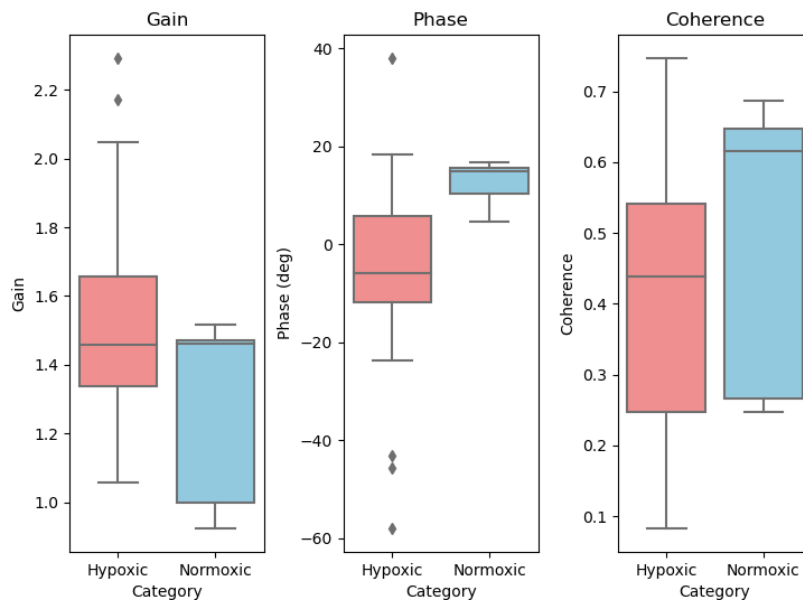 Gain
Gain
2.2
2.0
1.8
1.6
1.4
1.2
1.0
Hypoxic Normoxic
Category
Phase
Phase (deg)
40
20
0
−20
−40
−60
Hypoxic Normoxic
Category
Coherence
Coherence
0.7
0.6
0.5
0.4
0.3
0.2
0.1
Hypoxic Normoxic
Category